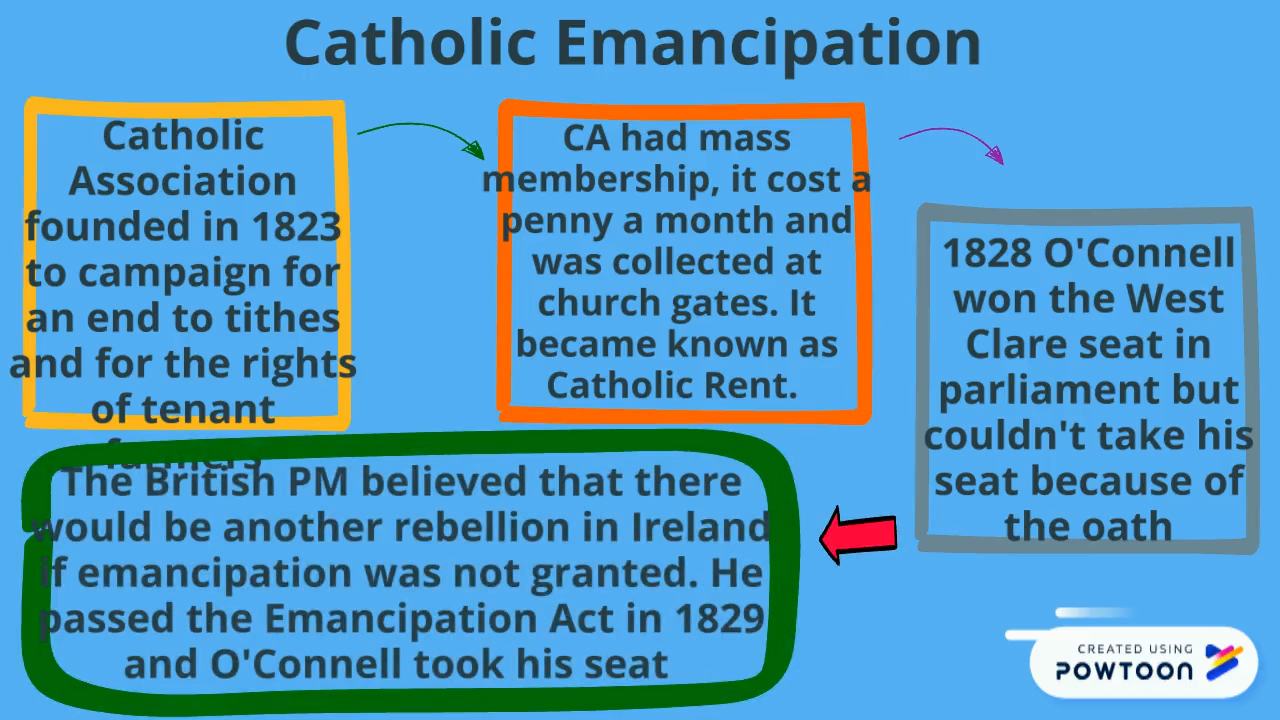 Catholic Emancipation
Catholic
Association
founded in 1823
to campaign for
an end to tithes
and for the rights
of tenant
farmers
CA had mass
membership, it cost a
penny a month and
was collected at
church gates. It
became known as
Catholic Rent.
1828 O'Connell
won the West
Clare seat in
parliament but
couldn't take his
seat because of
the oath
The British PM believed that there
would be another rebellion in Ireland
if emancipation was not granted. He
passed the Emancipation Act in 1829
and O'Connell took his seat
CREATED USING
POWTOON